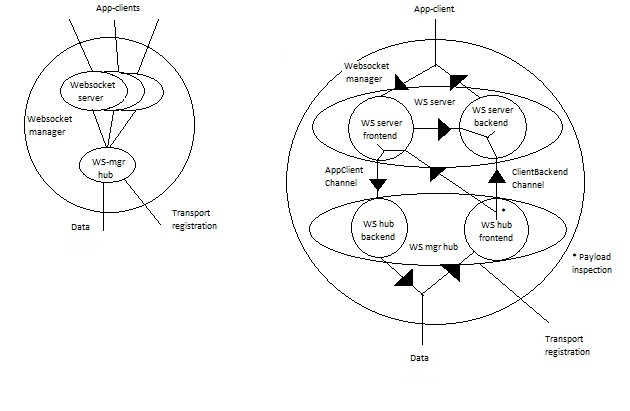 App-clients
Websocket
server
Websocket
manager
WS-mgr
hub
Data
Transport
registration
App-client
Websocket
manager
WS server
WS server
frontend
WS server
backend
AppClient
Channel
ClientBackend
Channel
WS hub
backend
*
WS hub
frontend
WS mgr hub
* Payload
inspection
Transport
registration
Data